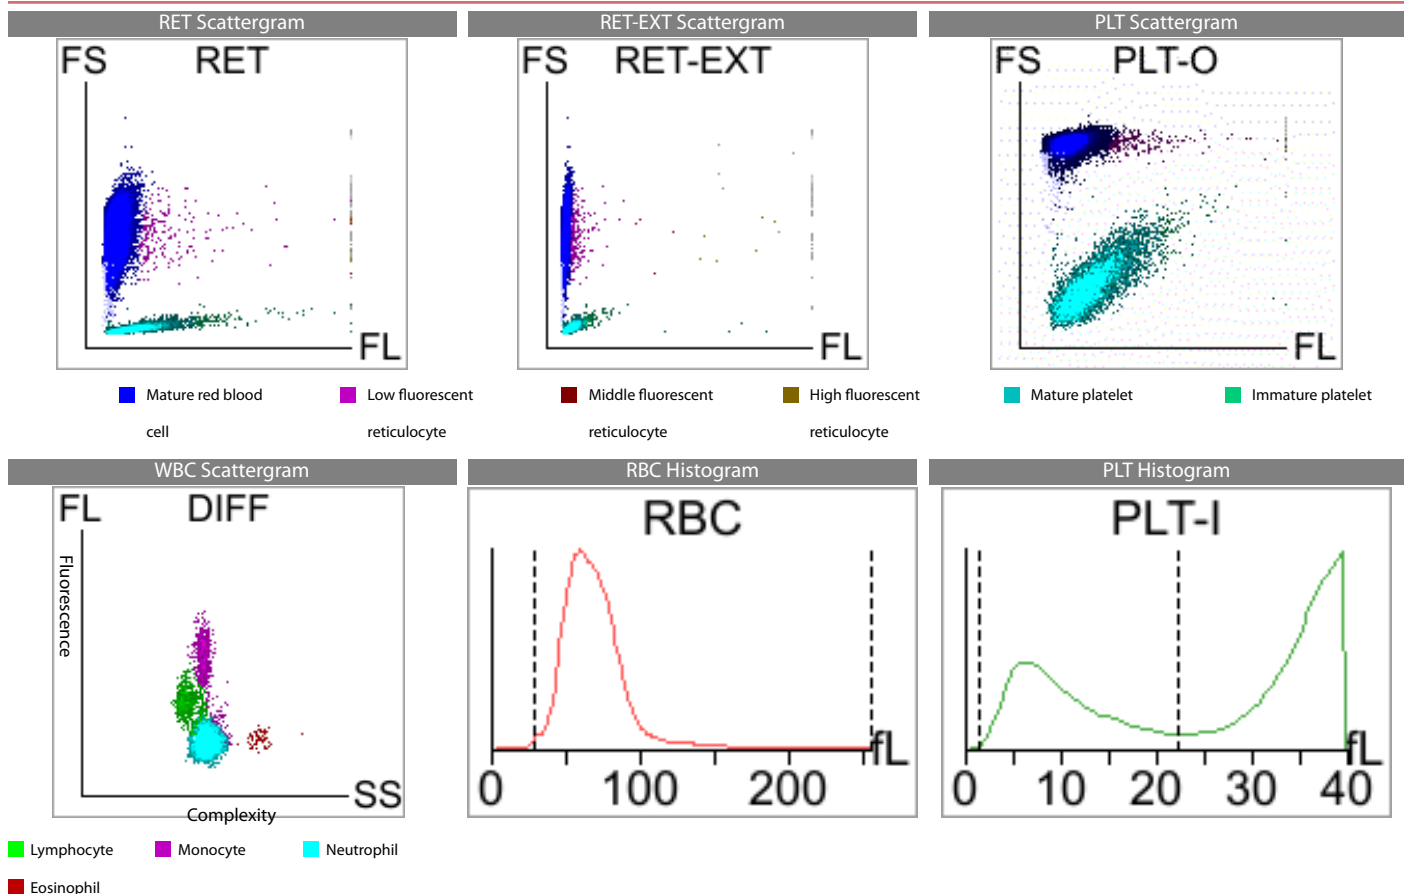 RET Scattergram
RET-EXT Scattergram
PLT Scattergram
FS RET
FL
FS RET-EXT
FL
FS PLT-O
FL
Mature red blood cell
Low fluorescent reticulocyte
Middle fluorescent reticulocyte
High fluorescent reticulocyte
Mature platelet
Immature platelet
WBC Scattergram
RBC Histogram
PLT Histogram
FL DIFF
Fluorescence
SS
Complexity
RBC
fL
0 100 200
PLT-I
fL
0 10 20 30 40
Lymphocyte
Monocyte
Neutrophil
Eosinophil